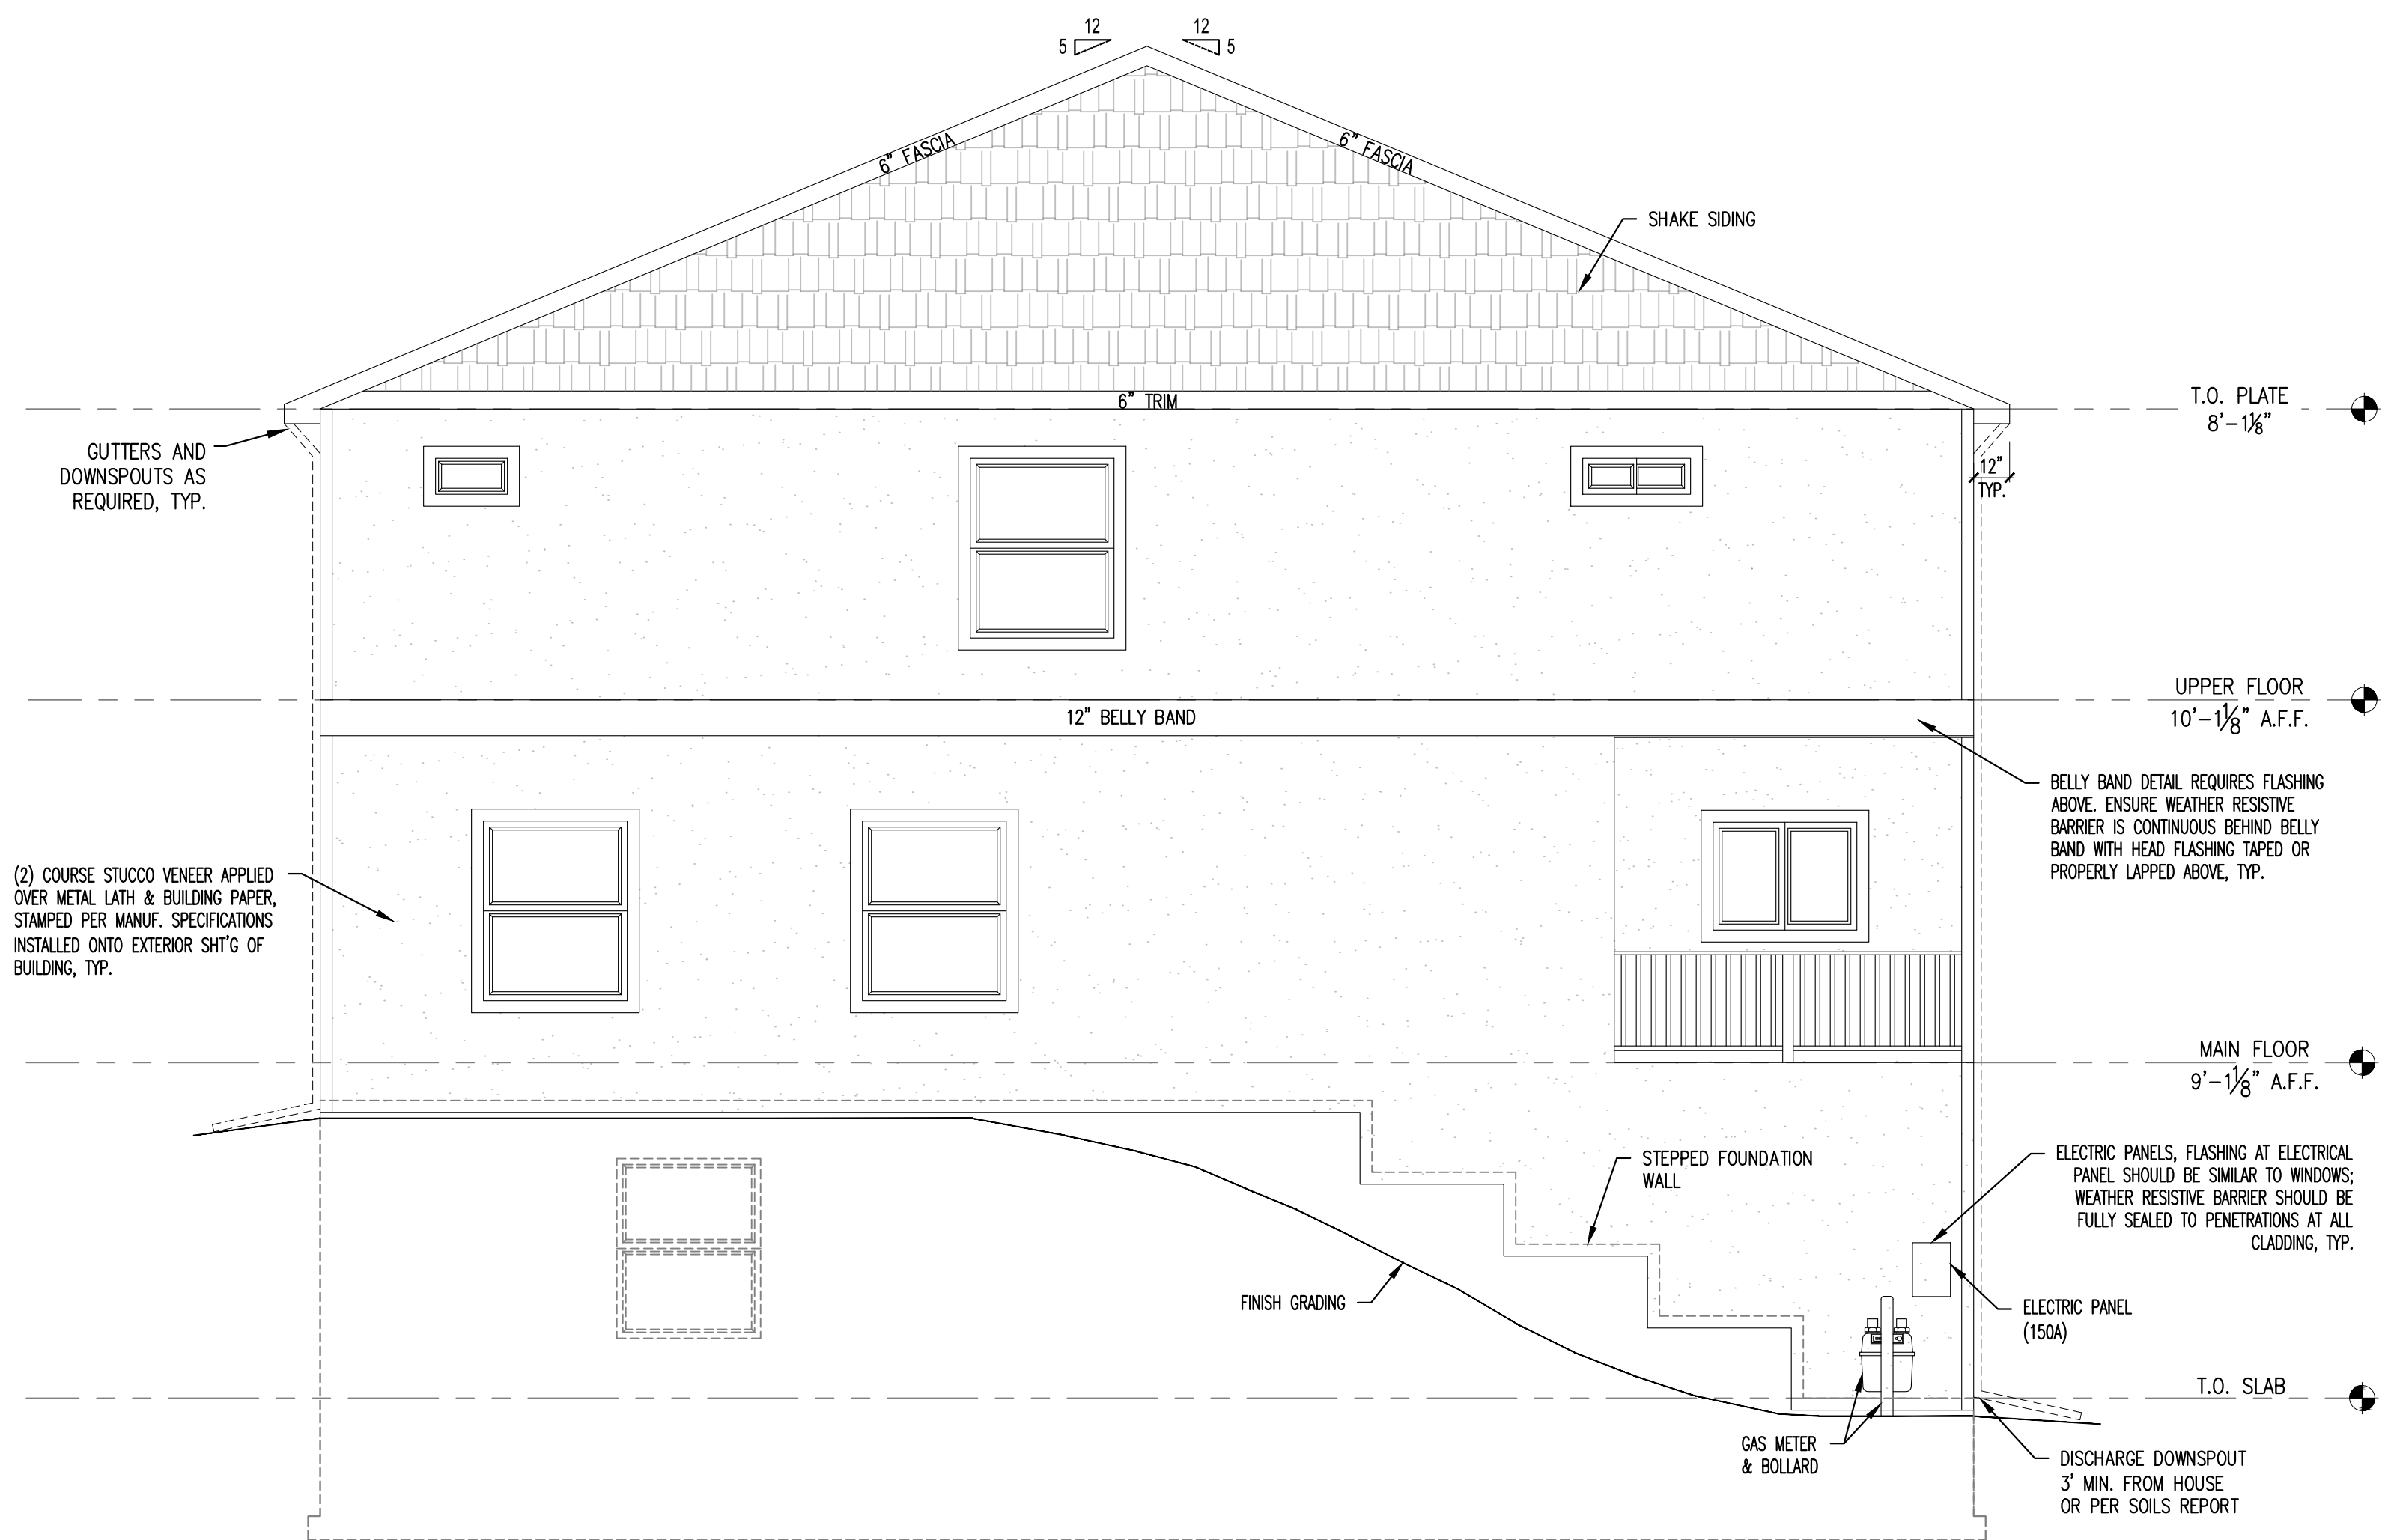 12
12
5
5
6" FASCIA
6" FASCIA
SHAKE SIDING
6" TRIM
T.O. PLATE
8'-1⅛"
GUTTERS AND
DOWNSPOUTS AS
REQUIRED, TYP.
12"
TYP.
UPPER FLOOR
10'-1⅛" A.F.F.
12" BELLY BAND
BELLY BAND DETAIL REQUIRES FLASHING
ABOVE. ENSURE WEATHER RESISTIVE
BARRIER IS CONTINUOUS BEHIND BELLY
BAND WITH HEAD FLASHING TAPED OR
PROPERLY LAPPED ABOVE, TYP.
(2) COURSE STUCCO VENEER APPLIED
OVER METAL LATH & BUILDING PAPER,
STAMPED PER MANUF. SPECIFICATIONS
INSTALLED ONTO EXTERIOR SHT'G OF
BUILDING, TYP.
MAIN FLOOR
9'-1⅛" A.F.F.
STEPPED FOUNDATION
WALL
ELECTRIC PANELS, FLASHING AT ELECTRICAL
PANEL SHOULD BE SIMILAR TO WINDOWS;
WEATHER RESISTIVE BARRIER SHOULD BE
FULLY SEALED TO PENETRATIONS AT ALL
CLADDING, TYP.
FINISH GRADING
ELECTRIC PANEL
(150A)
T.O. SLAB
GAS METER
& BOLLARD
DISCHARGE DOWNSPOUT
3' MIN. FROM HOUSE
OR PER SOILS REPORT